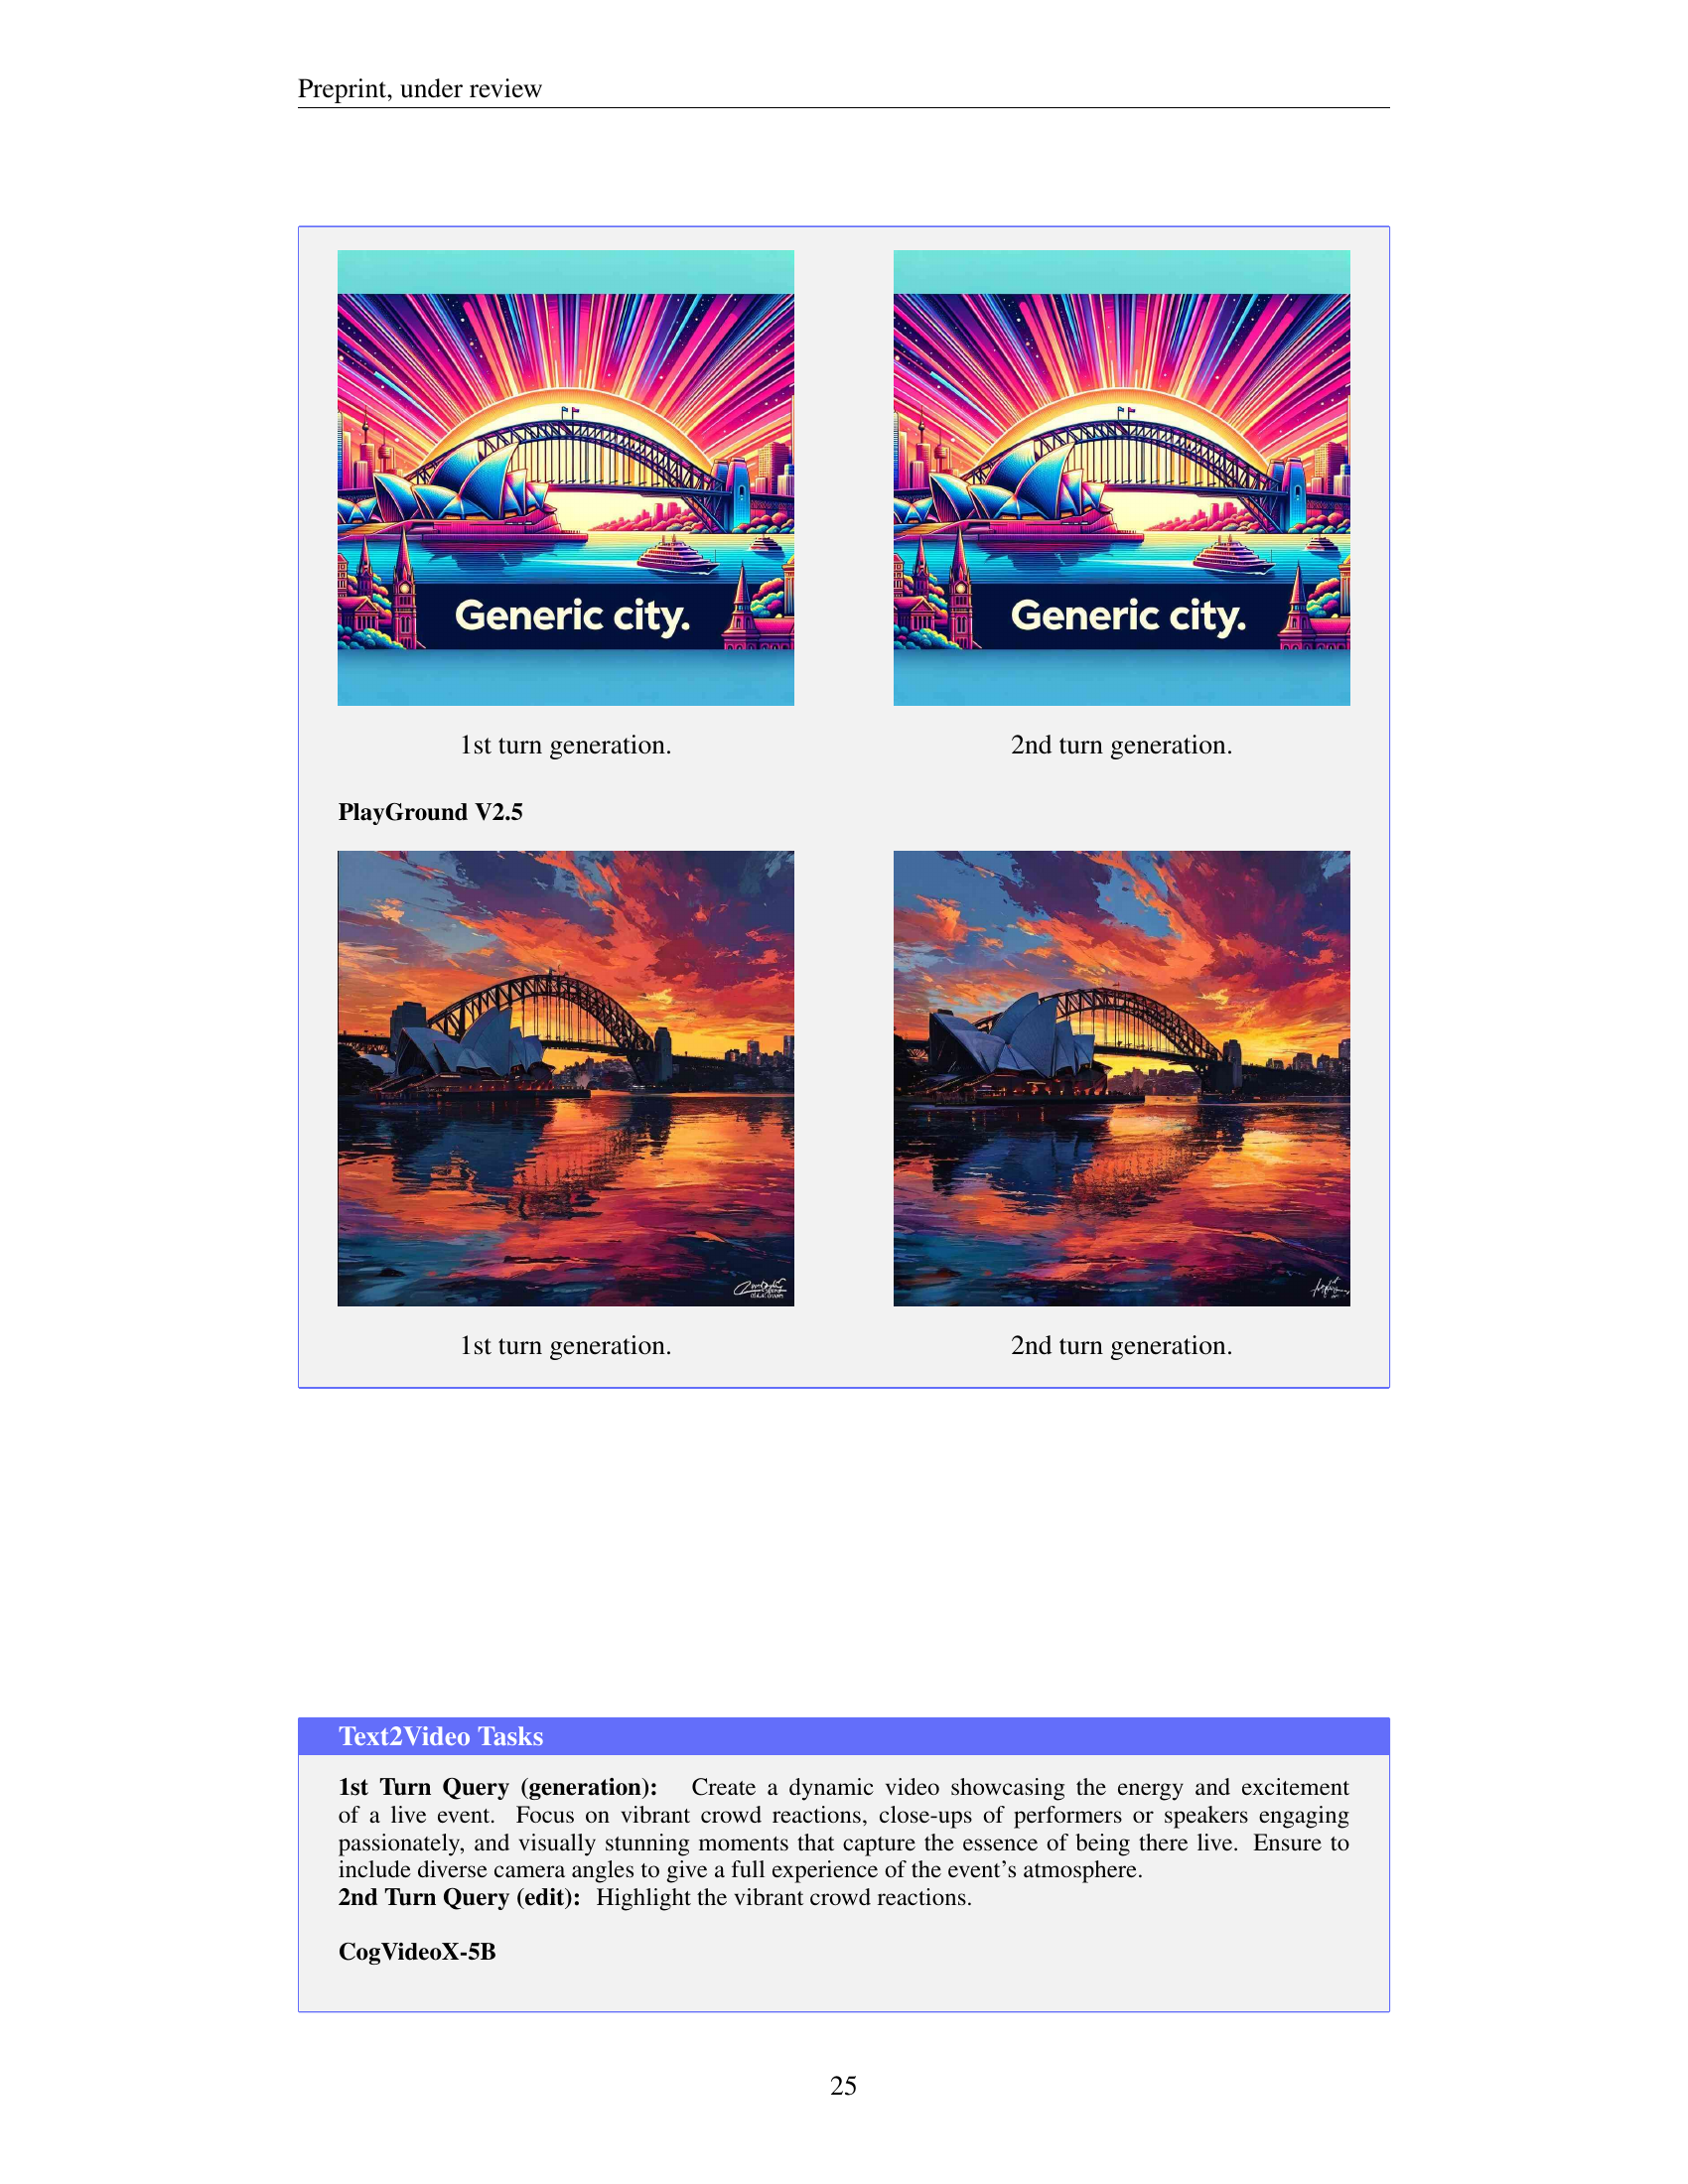 Preprint, under review
Generic city.
Generic city.
1st turn generation.
2nd turn generation.
PlayGround V2.5
1st turn generation.
2nd turn generation.
Text2Video Tasks
1st Turn Query (generation): Create a dynamic video showcasing the energy and excitement
of a live event. Focus on vibrant crowd reactions, close-ups of performers or speakers engaging
passionately, and visually stunning moments that capture the essence of being there live. Ensure to
include diverse camera angles to give a full experience of the event's atmosphere.
2nd Turn Query (edit): Highlight the vibrant crowd reactions.
CogVideoX-5B
25